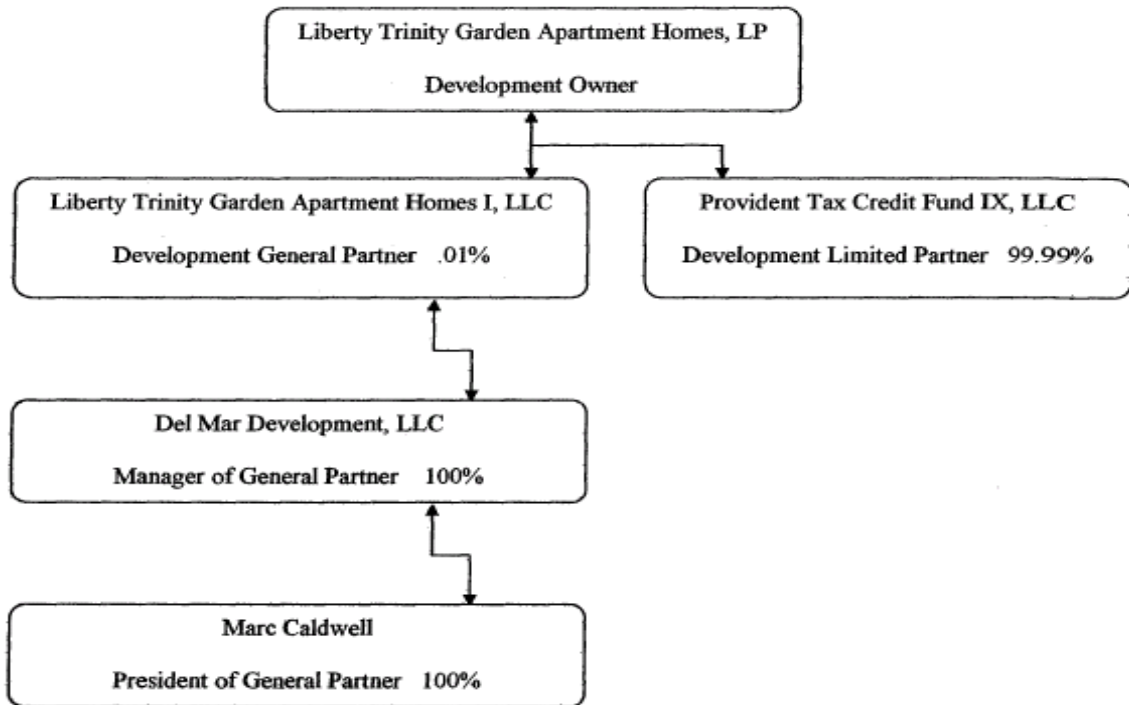 Liberty Trinity Garden Apartment Homes, LP
Development Owner
Liberty Trinity Garden Apartment Homes I, LLC
Development General Partner .01%
Provident Tax Credit Fund IX, LLC
Development Limited Partner 99.99%
Del Mar Development, LLC
Manager of General Partner 100%
Marc Caldwell
President of General Partner 100%